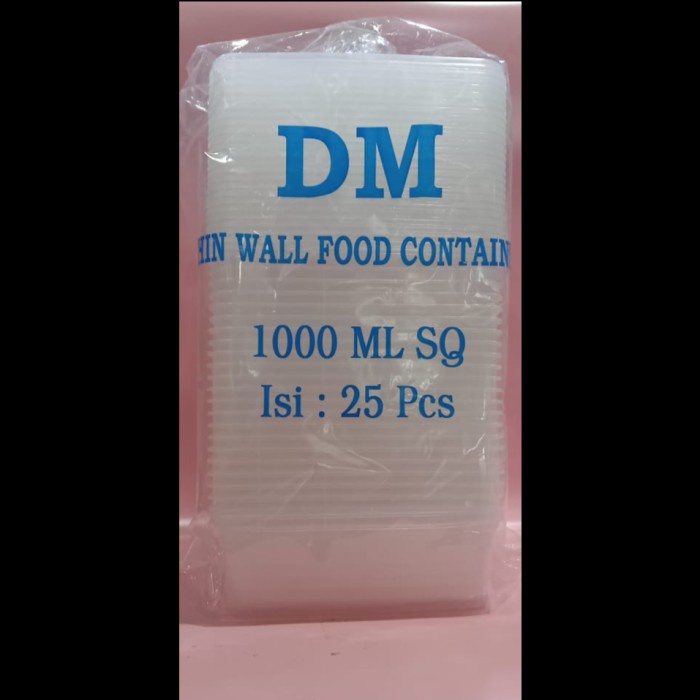 DM
HIN WALL FOOD CONTAIN
1000 ML SQ
Isi : 25 Pcs